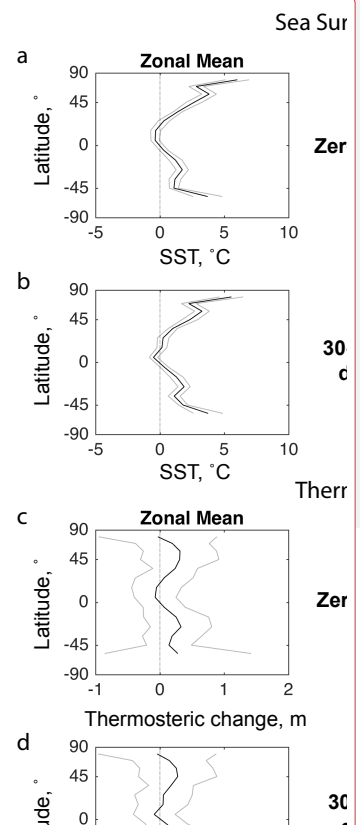 Sea Sur
a
Zonal Mean
90
45
0
-45
-90
Latitude, °
-5 0 5 10
SST, °C
Zer
b
90
45
0
-45
-90
Latitude, °
-5 0 5 10
SST, °C
30
d
Therr
c
Zonal Mean
90
45
0
-45
-90
Latitude, °
-1 0 1 2
Thermosteric change, m
Zer
d
90
45
0
ude, °
30